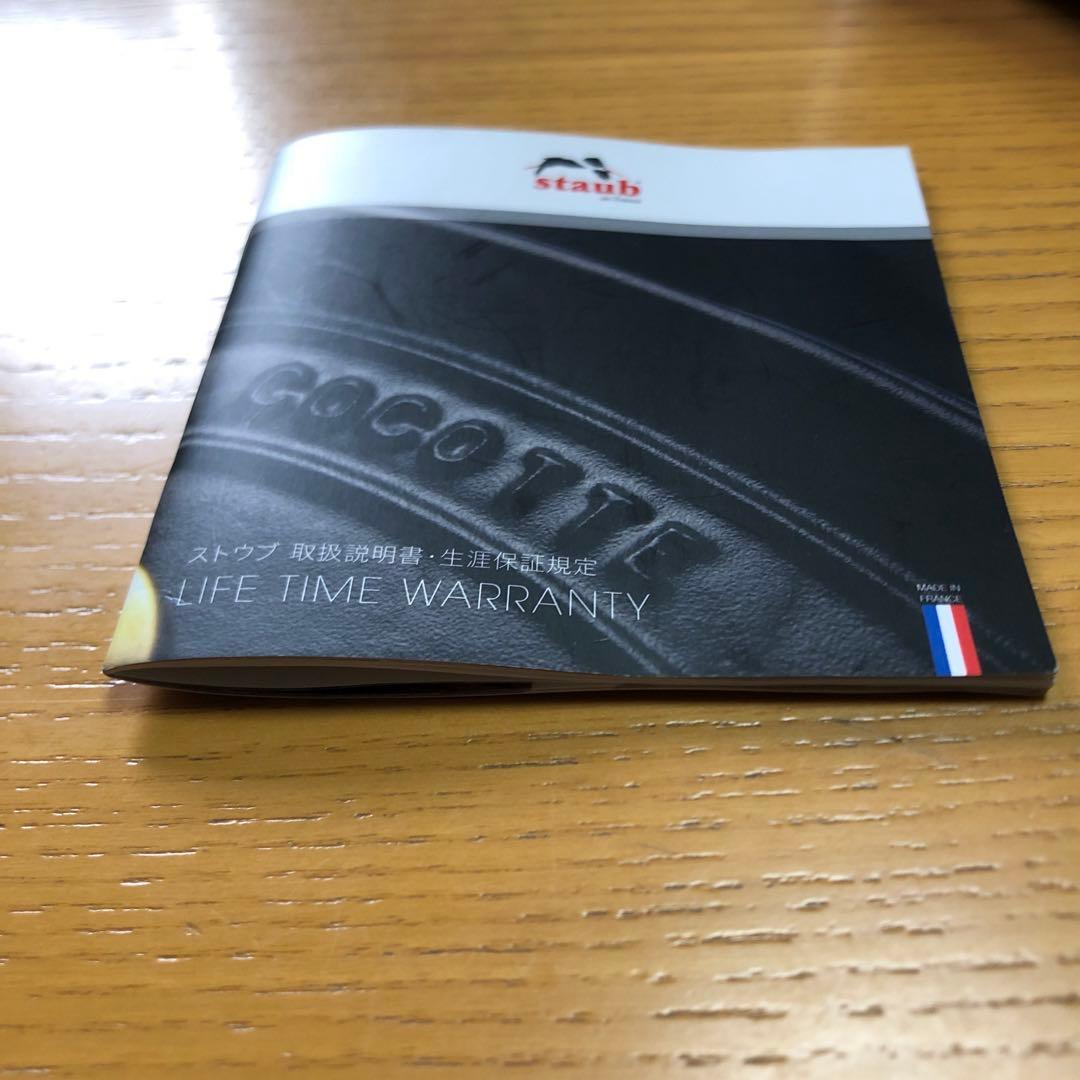 staub
COCOTTE
ストウブ 取扱説明書・生涯保証規定
LIFE TIME WARRANTY
MADE IN
FRANCE